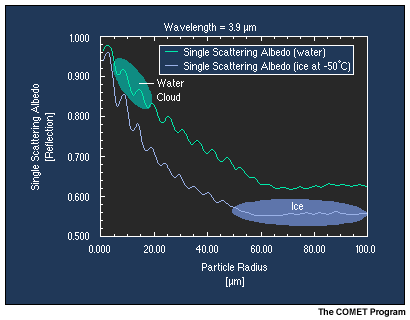 Wavelength = 3.9 µm
Single Scattering Albedo (water)
Single Scattering Albedo (ice at -50°C)
1.000
0.900
0.800
0.700
0.600
0.500
Single Scattering Albedo
[Reflection]
Water
Cloud
Ice
0.000
20.00
40.00
60.00
80.00
100.0
Particle Radius
[µm]
The COMET Program